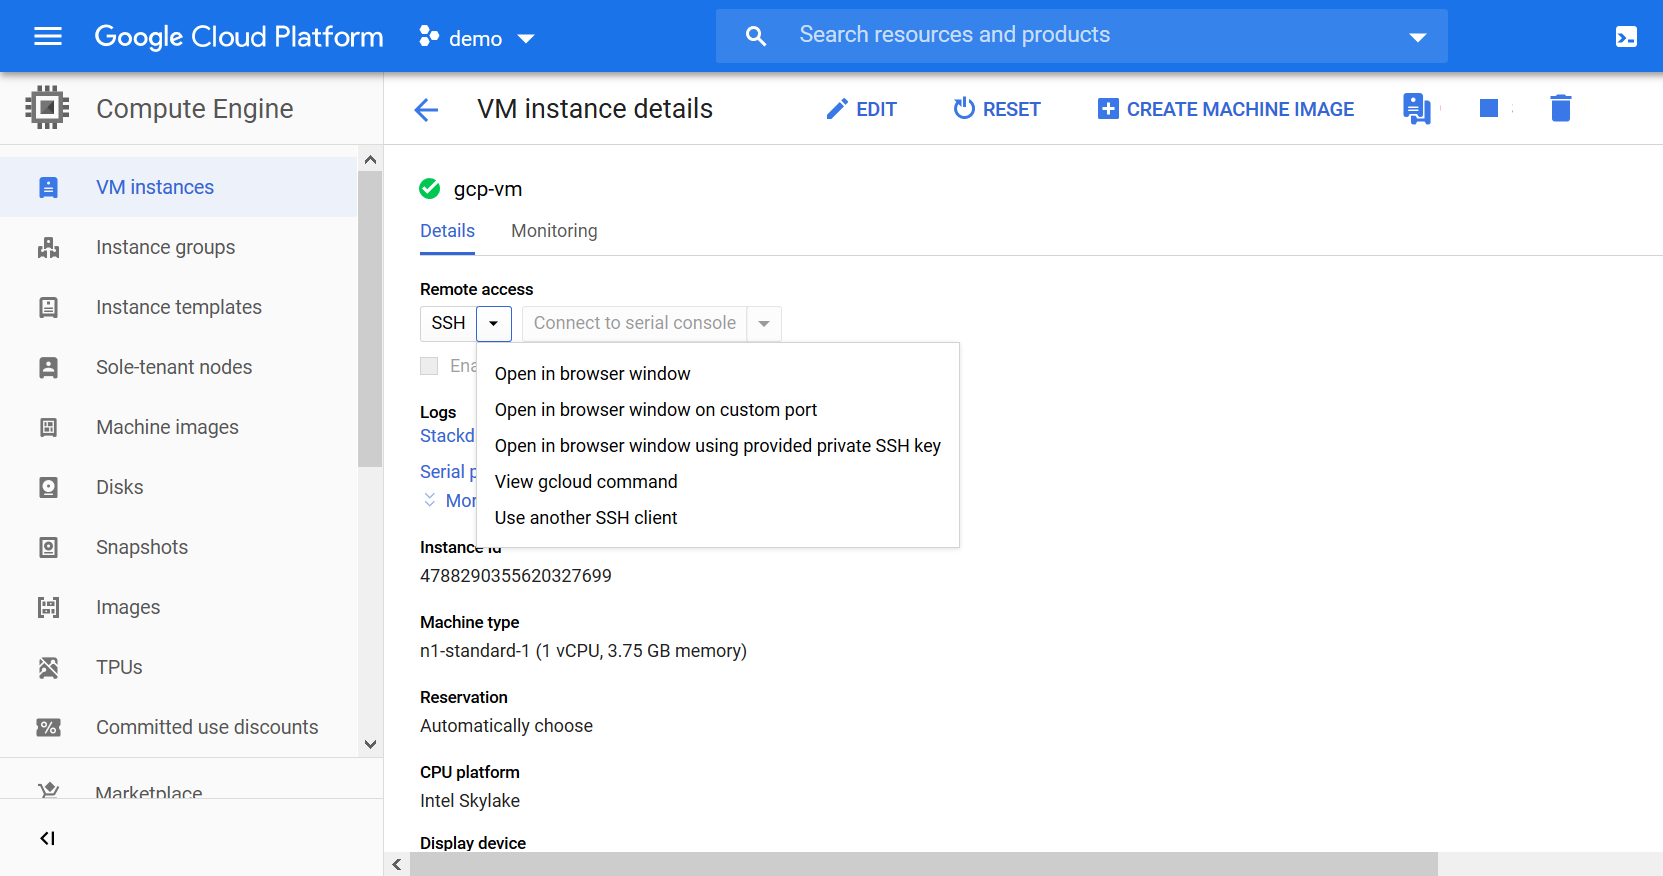 Google Cloud Platform
demo
Search resources and products
Compute Engine
VM instance details
EDIT
RESET
CREATE MACHINE IMAGE
VM instances
Instance groups
Instance templates
Sole-tenant nodes
Machine images
Disks
Snapshots
Images
TPUs
Committed use discounts
Marketplace
gcp-vm
Details Monitoring
Remote access
SSH
Connect to serial console
Open in browser window
Open in browser window on custom port
Open in browser window using provided private SSH key
View gcloud command
Use another SSH client
Ena
Logs
Stackd
Serial p
Mor
Instance id
4788290355620327699
Machine type
n1-standard-1 (1 vCPU, 3.75 GB memory)
Reservation
Automatically choose
CPU platform
Intel Skylake
Display device